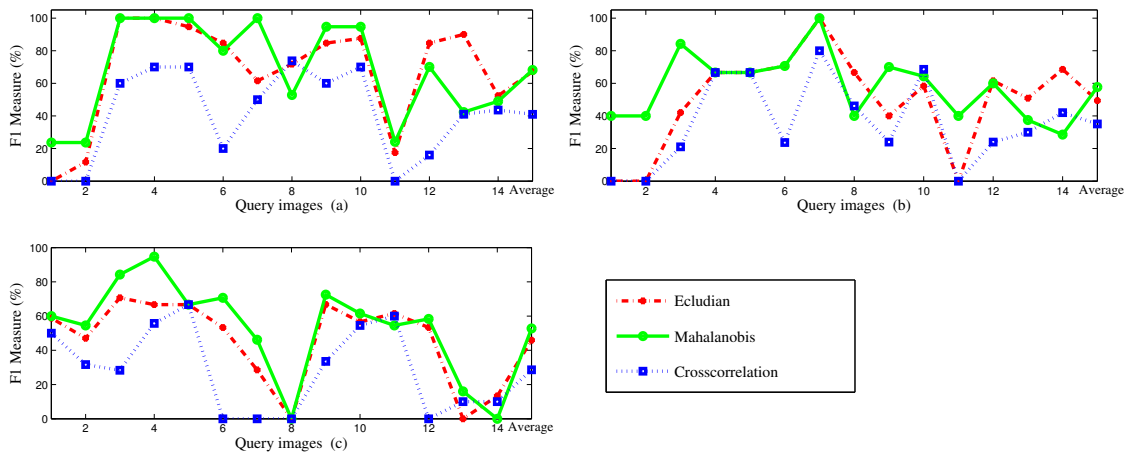 100
80
60
40
20
0
F1 Measure (%)
2 4 6 8 10 12 14 Average
Query images (a)
100
80
60
40
20
0
F1 Measure (%)
2 4 6 8 10 12 14 Average
Query images (b)
100
80
60
40
20
0
F1 Measure (%)
2 4 6 8 10 12 14 Average
Query images (c)
Ecludian
Mahalanobis
Crosscorrelation